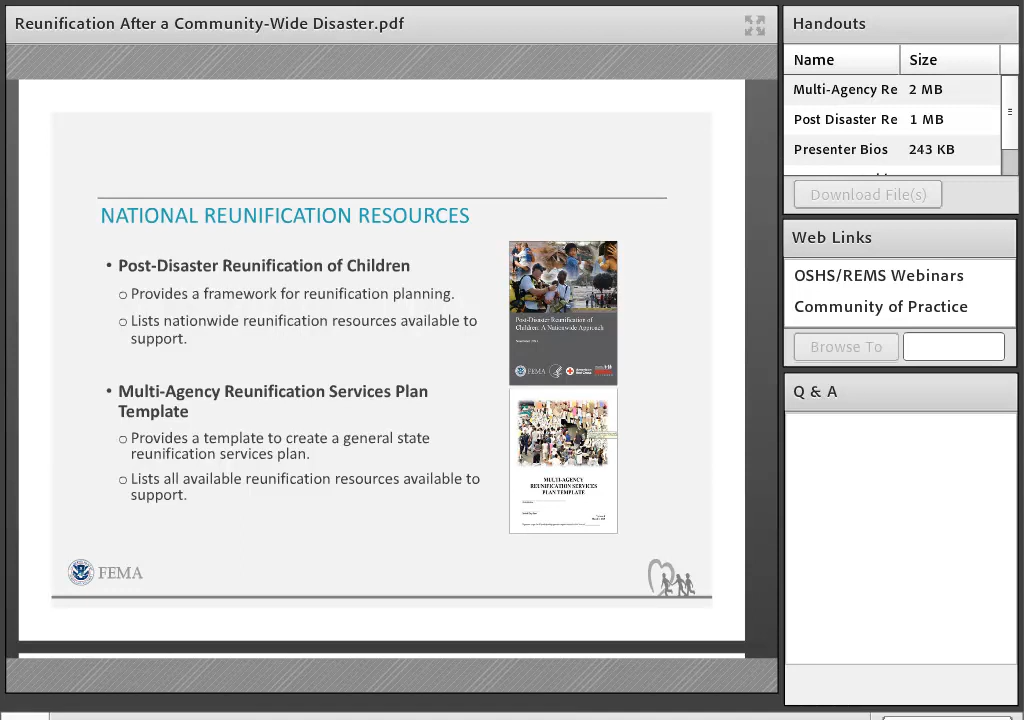 Reunification After a Community-Wide Disaster.pdf
NATIONAL REUNIFICATION RESOURCES
• Post-Disaster Reunification of Children
o Provides a framework for reunification planning.
o Lists nationwide reunification resources available to
support.
• Multi-Agency Reunification Services Plan
Template
o Provides a template to create a general state
reunification services plan.
o Lists all available reunification resources available to
support.
Post-Disaster Reunification of
Children: A Nationwide Approach
FEMA
MULTI-AGENCY
REUNIFICATION SERVICES
PLAN TEMPLATE
FEMA
Handouts
Name Size
Multi-Agency Re 2 MB
Post Disaster Re 1 MB
Presenter Bios 243 KB
Download File(s)
Web Links
OSHS/REMS Webinars
Community of Practice
Browse To
Q & A